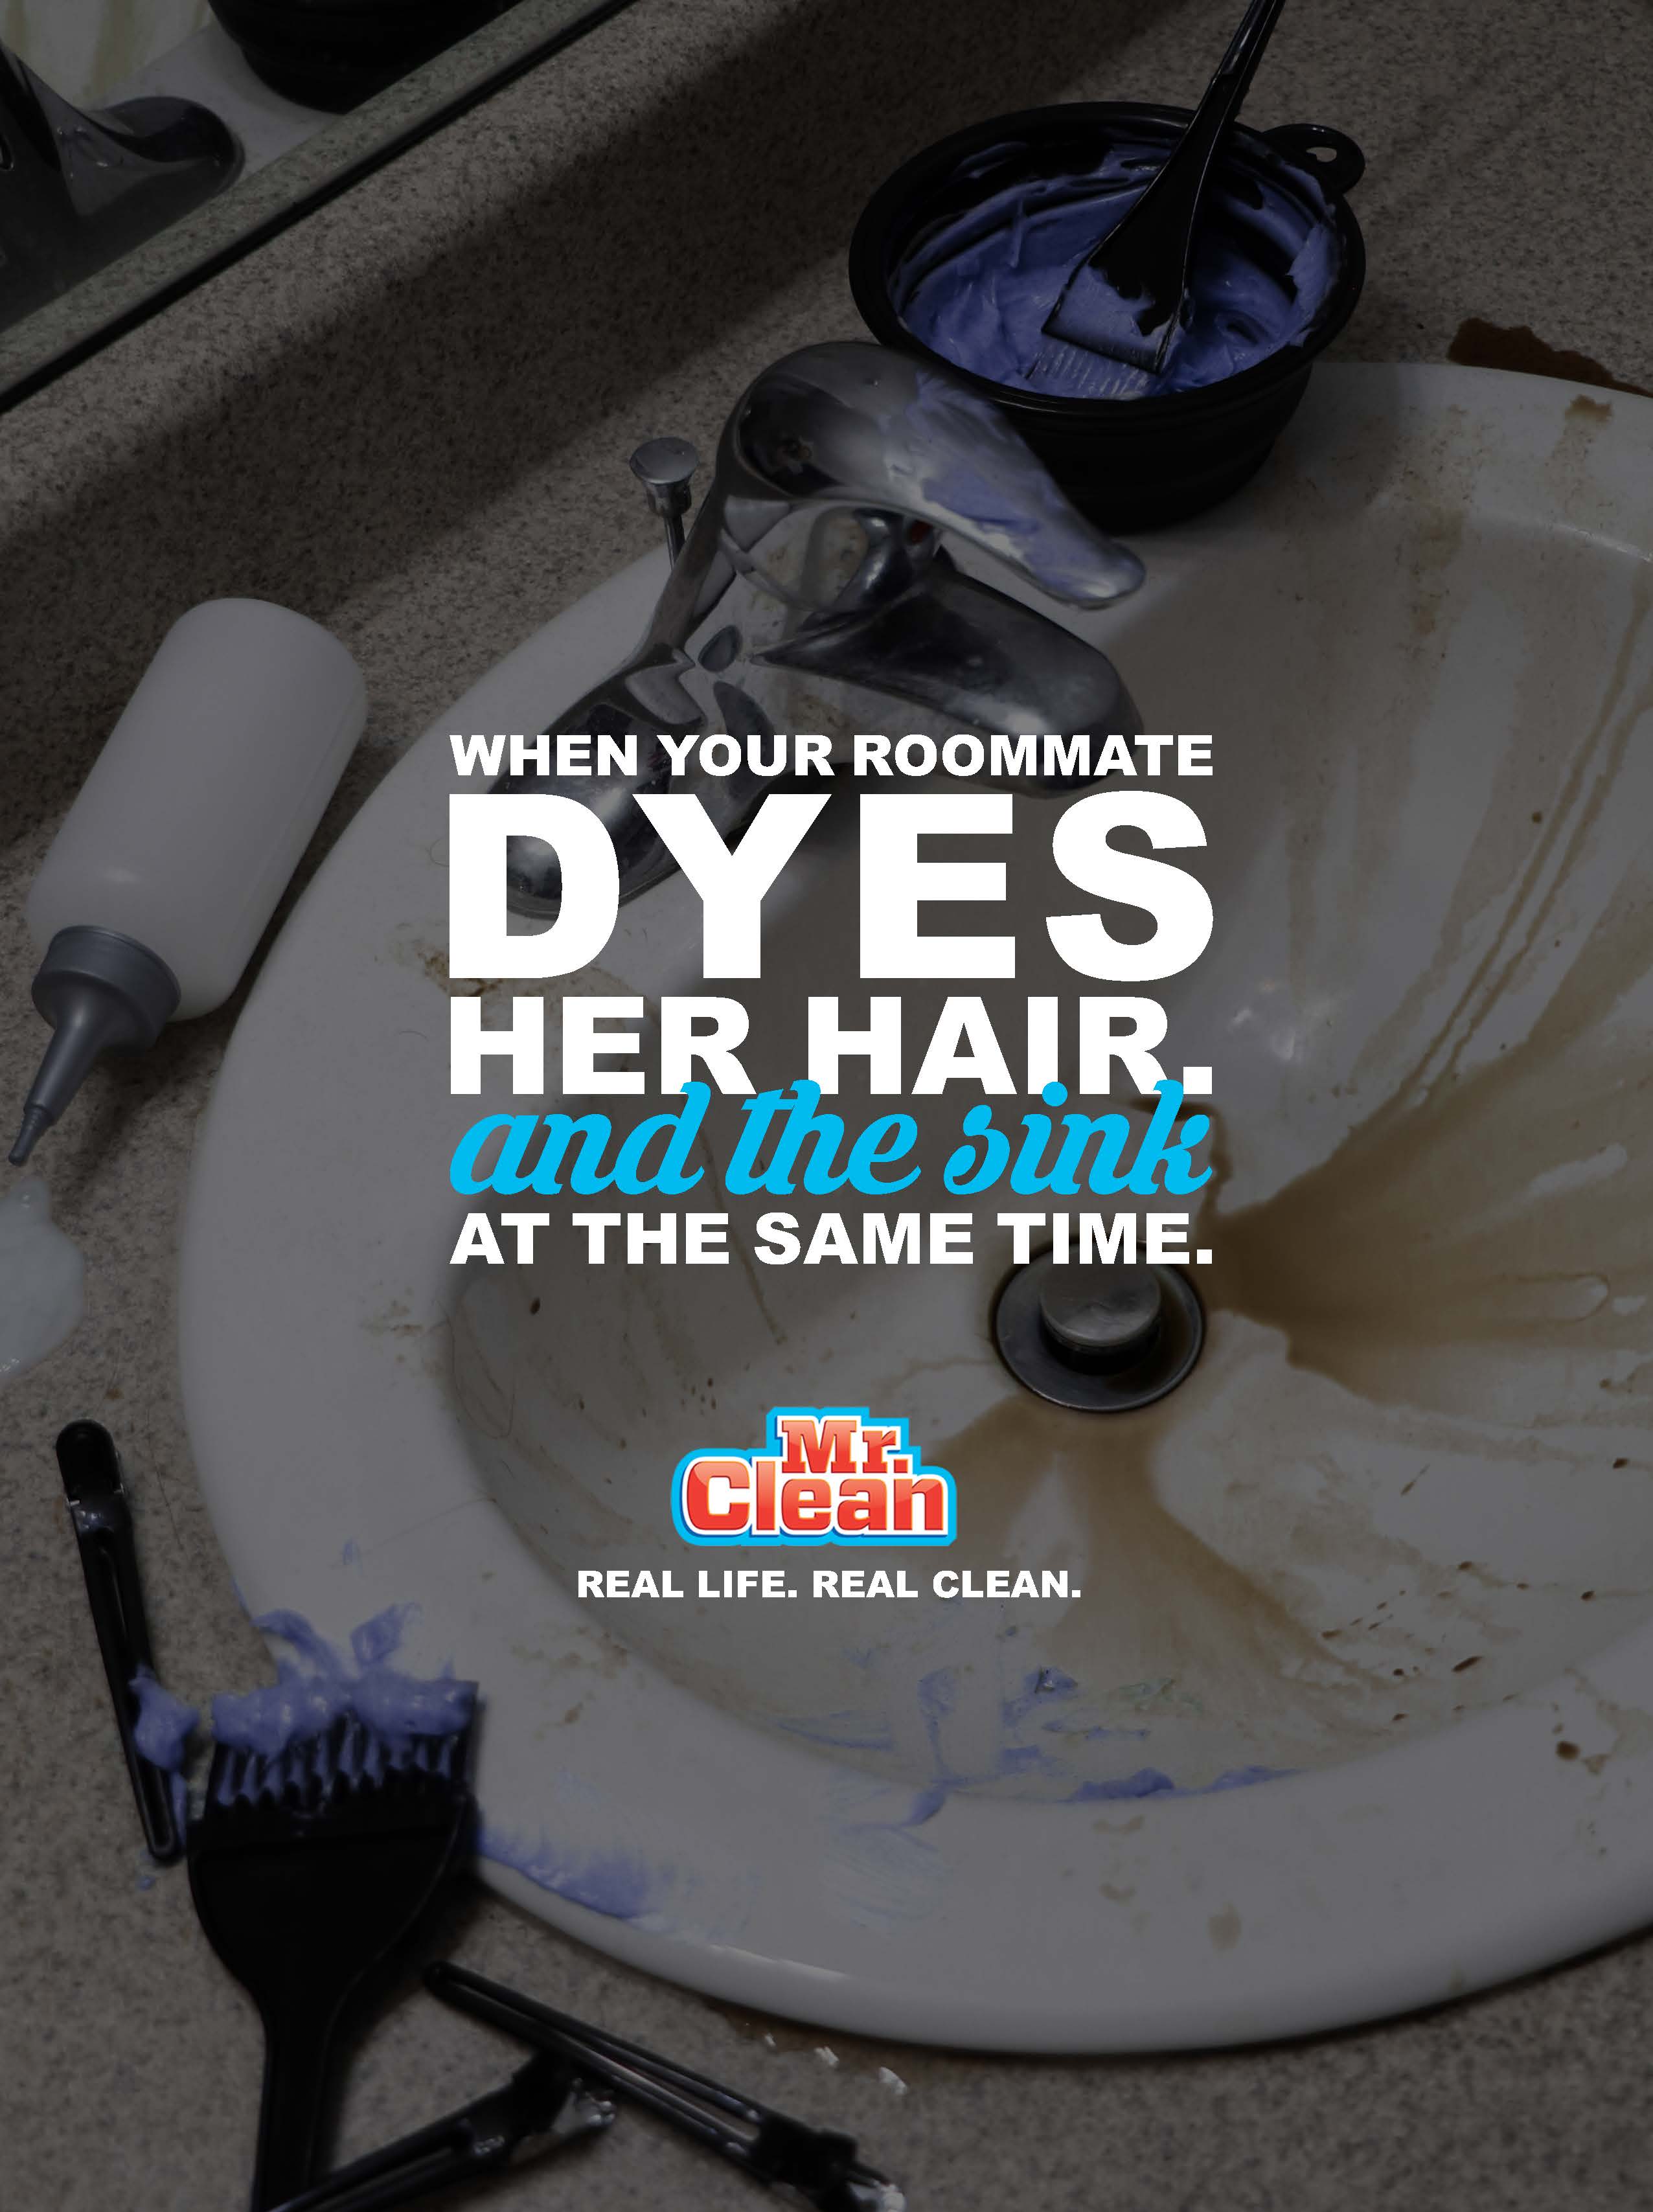 WHEN YOUR ROOMMATE
DYES
HER HAIR.
and the sink
AT THE SAME TIME.
Mr.
Clean
REAL LIFE. REAL CLEAN.